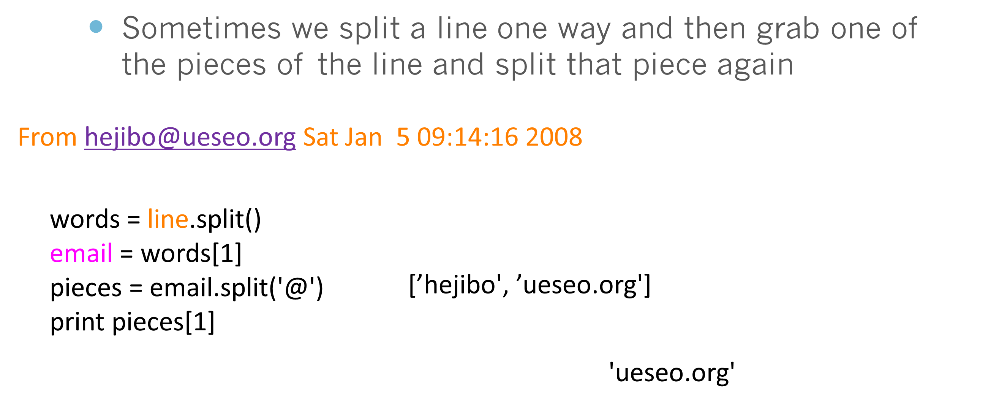 • Sometimes we split a line one way and then grab one of
the pieces of the line and split that piece again
From hejibo@ueseo.org Sat Jan  5 09:14:16 2008
words = line.split()
email = words[1]
pieces = email.split('@')
['hejibo', ’ueseo.org']
print pieces[1]
'ueseo.org'